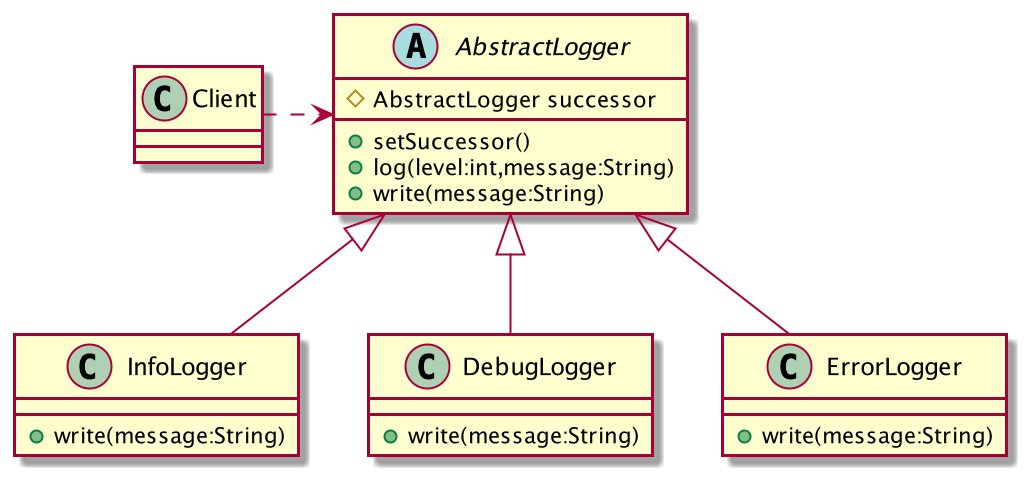 A AbstractLogger
C Client
AbstractLogger successor
setSuccessor()
log(level:int,message:String)
write(message:String)
C InfoLogger
write(message:String)
C DebugLogger
write(message:String)
C ErrorLogger
write(message:String)